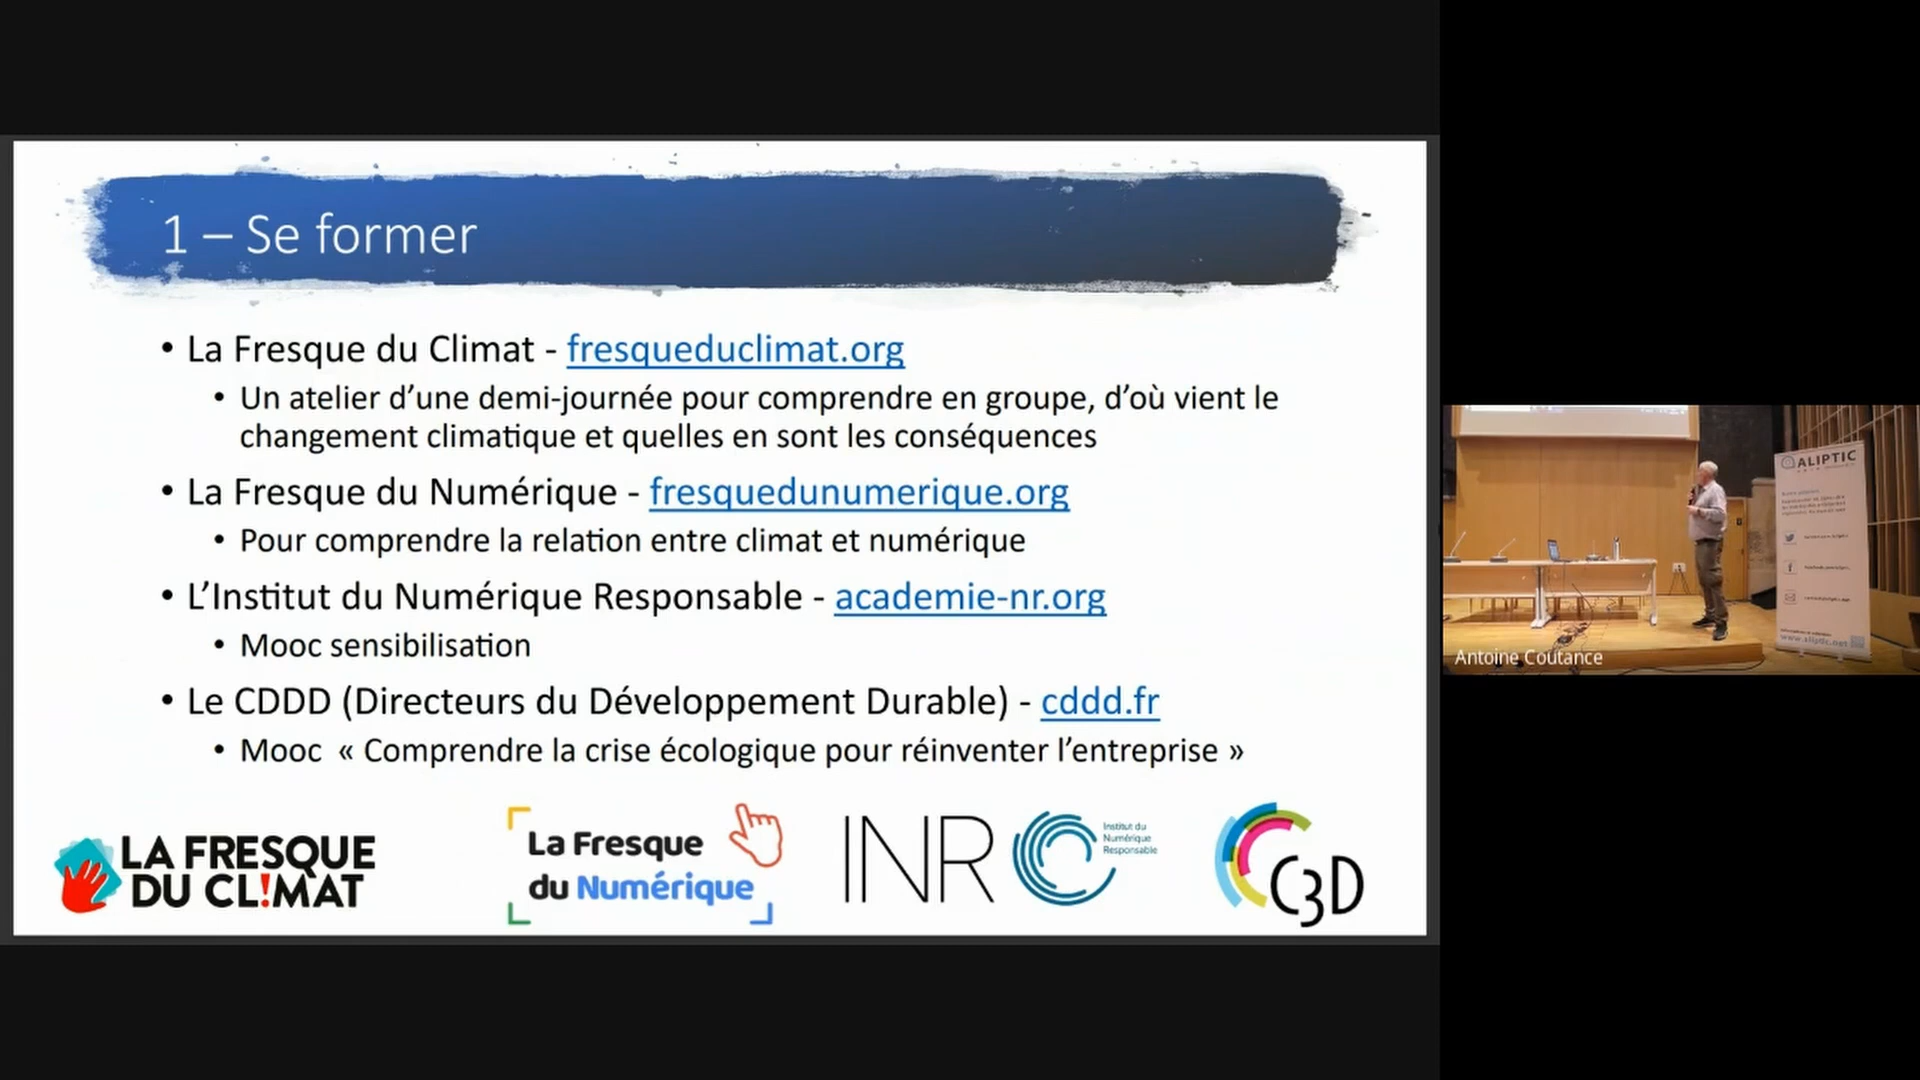 1 – Se former
• La Fresque du Climat - fresqueduclimat.org
• Un atelier d’une demi-journée pour comprendre en groupe, d’où vient le
changement climatique et quelles en sont les conséquences
• La Fresque du Numérique - fresquedunumerique.org
• Pour comprendre la relation entre climat et numérique
• L’Institut du Numérique Responsable - academie-nr.org
• Mooc sensibilisation
• Le CDDD (Directeurs du Développement Durable) - cddd.fr
• Mooc « Comprendre la crise écologique pour réinventer l’entreprise »
LA FRESQUE
DU CL!MAT
La Fresque
du Numérique
INR
Institut du
Numérique
Responsable
C3D
ALIPTIC
www.aliptic.net
Antoine Coutance